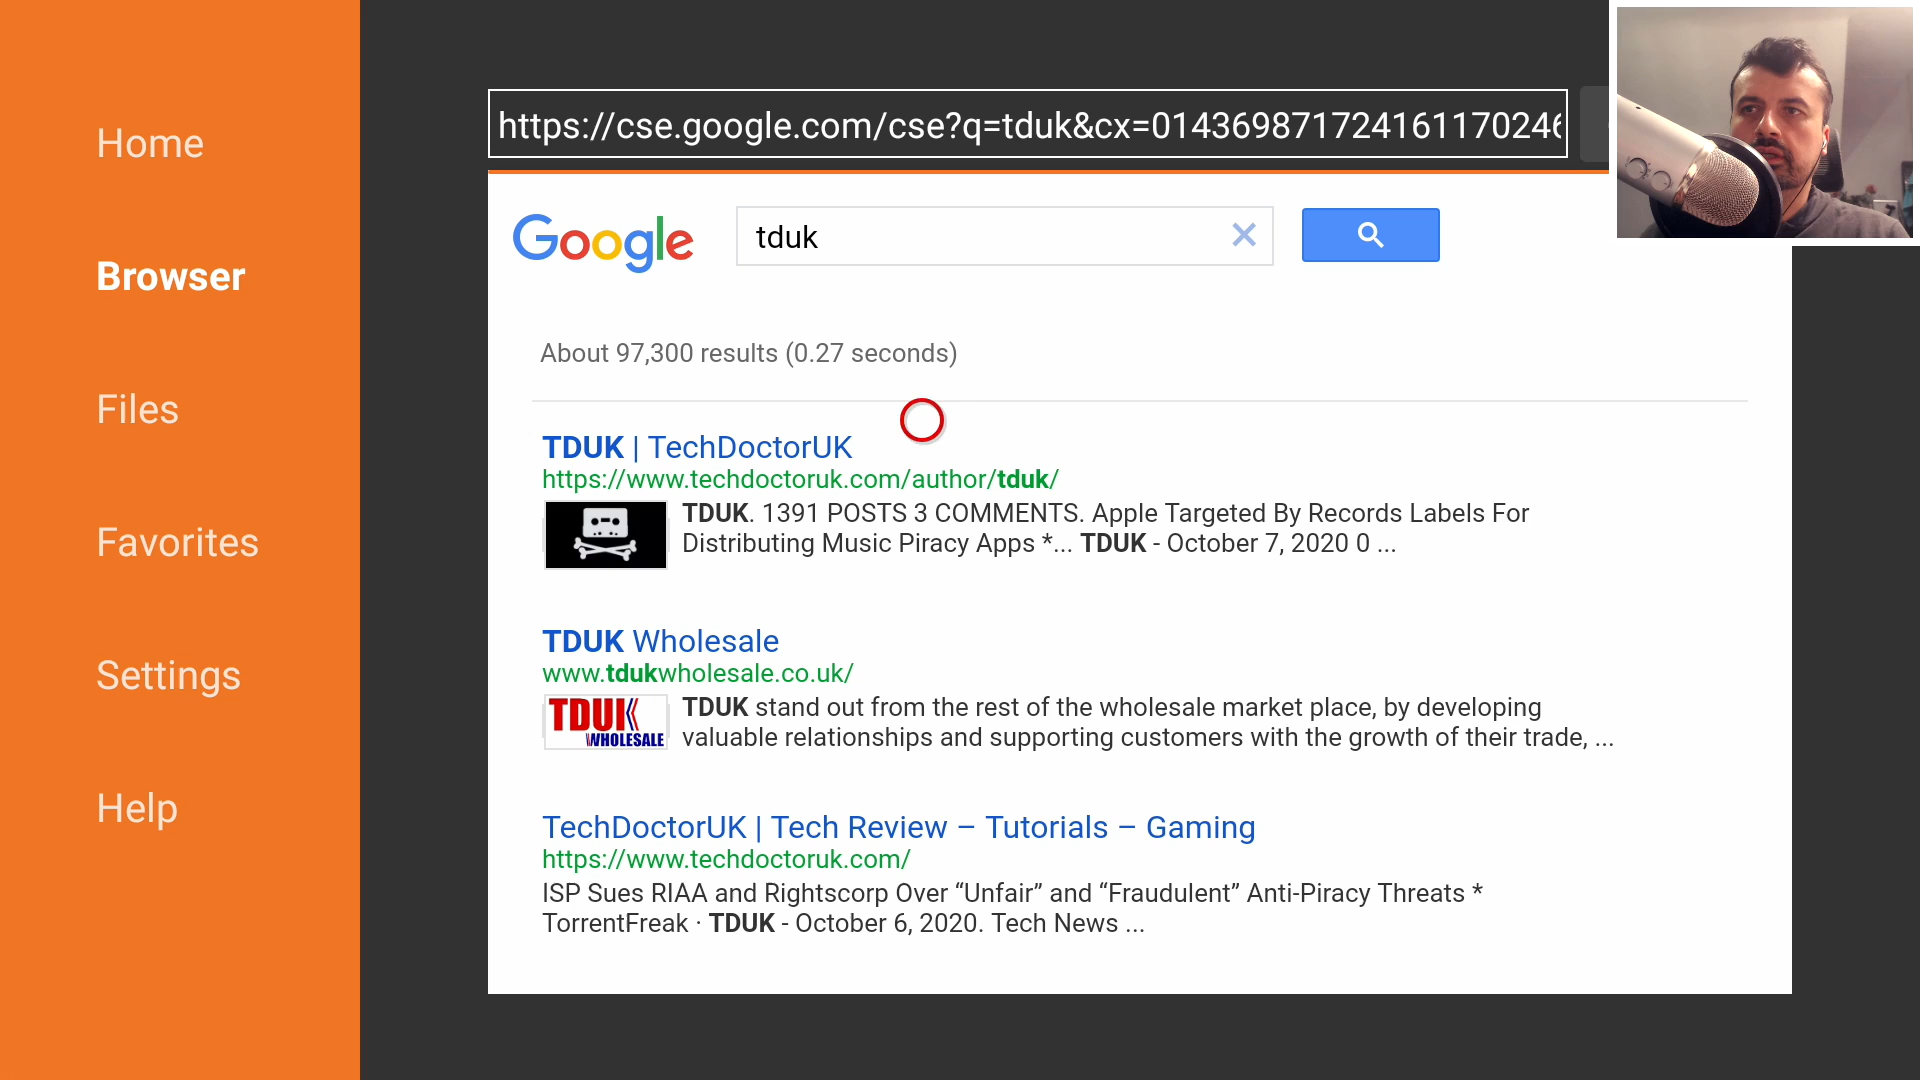 Home
Browser
Files
Favorites
Settings
Help
https://cse.google.com/cse?q=tduk&cx=014369871724161170246
Google
tduk
About 97,300 results (0.27 seconds)
TDUK | TechDoctorUK
https://www.techdoctoruk.com/author/tduk/
TDUK. 1391 POSTS 3 COMMENTS. Apple Targeted By Records Labels For
Distributing Music Piracy Apps *... TDUK - October 7, 2020 0 ...
TDUK Wholesale
www.tdukwholesale.co.uk/
TDUK
WHOLESALE
TDUK stand out from the rest of the wholesale market place, by developing
valuable relationships and supporting customers with the growth of their trade, ...
TechDoctorUK | Tech Review – Tutorials – Gaming
https://www.techdoctoruk.com/
ISP Sues RIAA and Rightscorp Over “Unfair” and “Fraudulent” Anti-Piracy Threats *
TorrentFreak · TDUK - October 6, 2020. Tech News ...